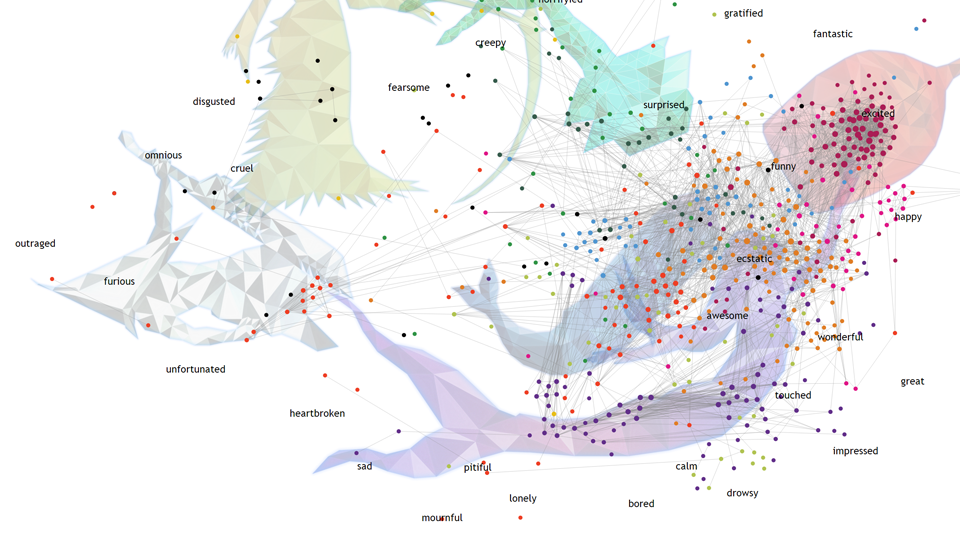 horrified
gratified
fantastic
creepy
fearsome
disgusted
surprised
excited
omnious
cruel
funny
happy
outraged
ecstatic
furious
awesome
wonderful
unfortunated
great
touched
heartbroken
impressed
sad
pitiful
calm
drowsy
lonely
bored
mournful